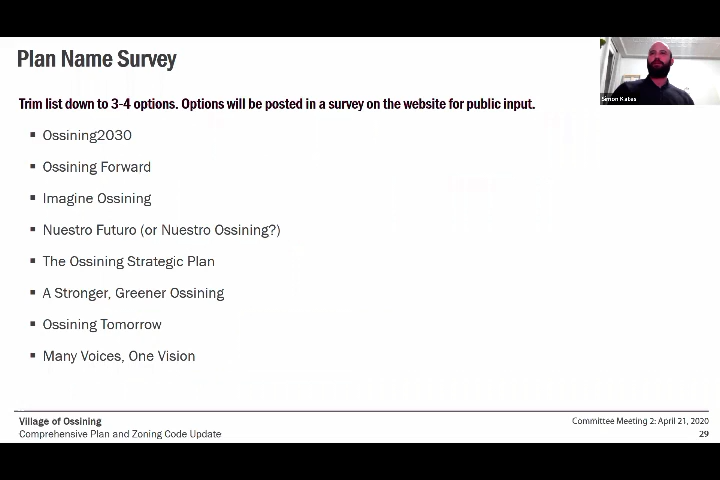 Plan Name Survey
Simon Kates
Trim list down to 3-4 options. Options will be posted in a survey on the website for public input.
Ossining2030
Ossining Forward
Imagine Ossining
Nuestro Futuro (or Nuestro Ossining?)
The Ossining Strategic Plan
A Stronger, Greener Ossining
Ossining Tomorrow
Many Voices, One Vision
Village of Ossining
Comprehensive Plan and Zoning Code Update
Committee Meeting 2: April 21, 2020
29